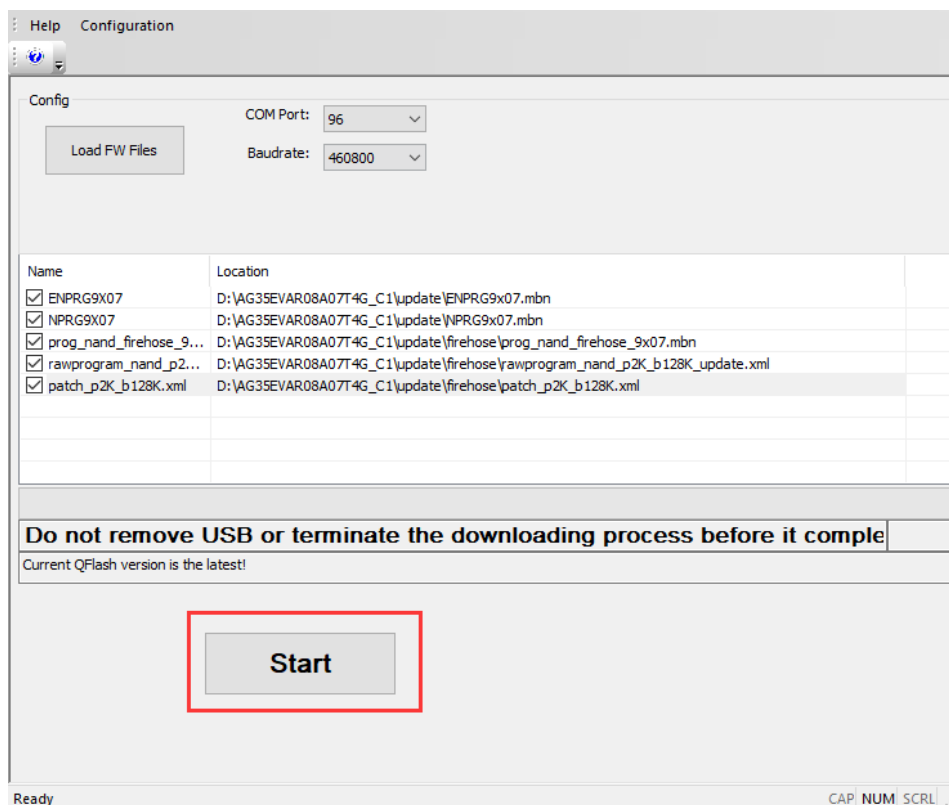 Help Configuration
Config
COM Port: 96
Load FW Files
Baudrate: 460800
Name Location
ENPRG9X07 D:\AG35EVAR08A07T4G_C1\update\ENPRG9x07.mbn
NPRG9X07 D:\AG35EVAR08A07T4G_C1\update\NPRG9x07.mbn
prog_nand_firehose_9... D:\AG35EVAR08A07T4G_C1\update\firehose\prog_nand_firehose_9x07.mbn
rawprogram_nand_p2... D:\AG35EVAR08A07T4G_C1\update\firehose\rawprogram_nand_p2K_b128K_update.xml
patch_p2K_b128K.xml D:\AG35EVAR08A07T4G_C1\update\firehose\patch_p2K_b128K.xml
Do not remove USB or terminate the downloading process before it comple
Current QFlash version is the latest!
Start
Ready CAP NUM SCRL